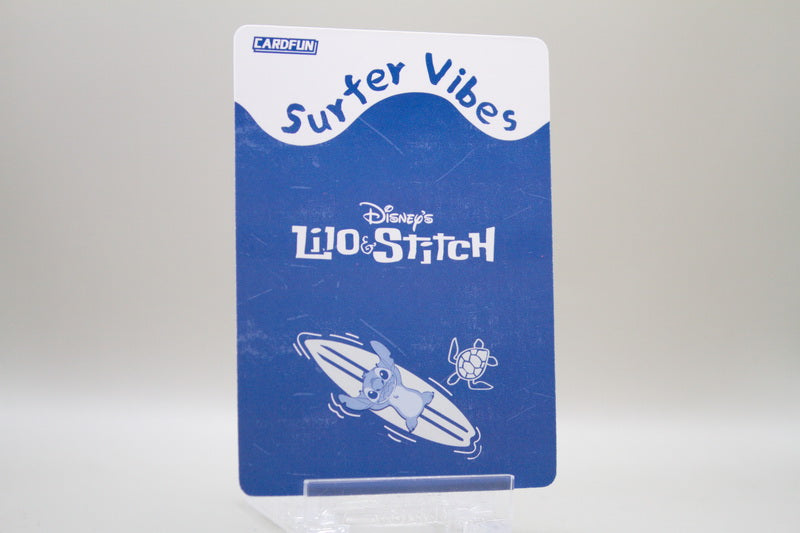 CARDFUN
Surfer Vibes
Disney's
Lilo & Stitch